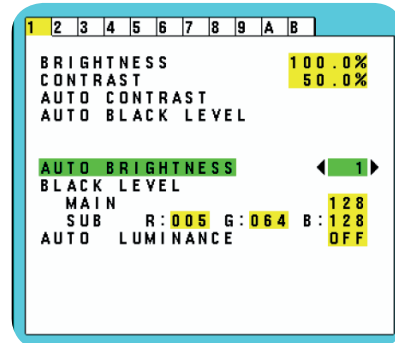 1 2 3 4 5 6 7 8 9 A B
BRIGHTNESS 100.0%
CONTRAST 50.0%
AUTO CONTRAST
AUTO BLACK LEVEL
AUTO BRIGHTNESS 1
BLACK LEVEL
MAIN 128
SUB R:005 G:064 B:128
AUTO LUMINANCE OFF